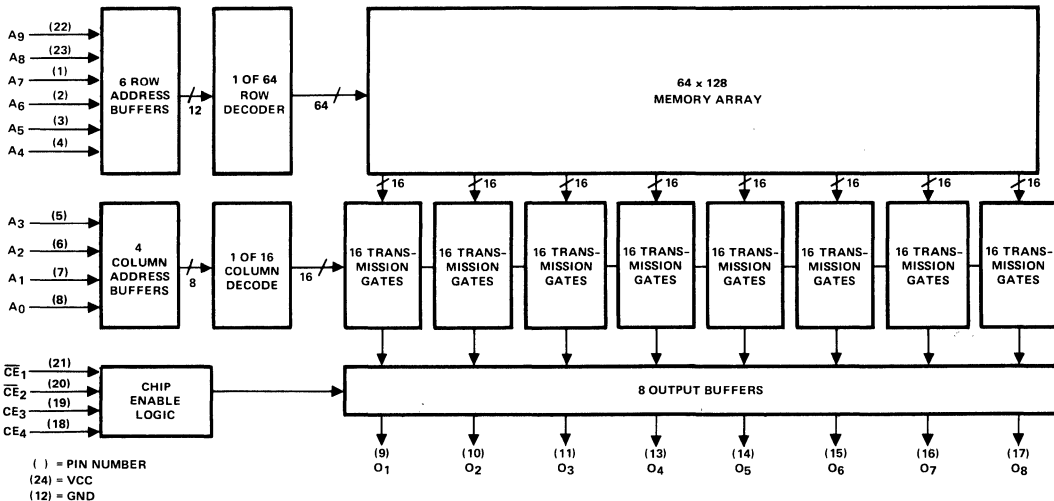 A9 (22)
A8 (23)
A7 (1)
A6 (2)
A5 (3)
A4 (4)
6 ROW
ADDRESS
BUFFERS
12
1 OF 64
ROW
DECODER
64
64 x 128
MEMORY ARRAY
16 16 16 16 16 16 16 16
A3 (5)
A2 (6)
A1 (7)
A0 (8)
4
COLUMN
ADDRESS
BUFFERS
8
1 OF 16
COLUMN
DECODE
16
16 TRANS-
MISSION
GATES
16 TRANS-
MISSION
GATES
16 TRANS-
MISSION
GATES
16 TRANS-
MISSION
GATES
16 TRANS-
MISSION
GATES
16 TRANS-
MISSION
GATES
16 TRANS-
MISSION
GATES
16 TRANS-
MISSION
GATES
C̅E̅1 (21)
C̅E̅2 (20)
CE3 (19)
CE4 (18)
CHIP
ENABLE
LOGIC
8 OUTPUT BUFFERS
(9) (10) (11) (13) (14) (15) (16) (17)
O1 O2 O3 O4 O5 O6 O7 O8
( ) = PIN NUMBER
(24) = VCC
(12) = GND